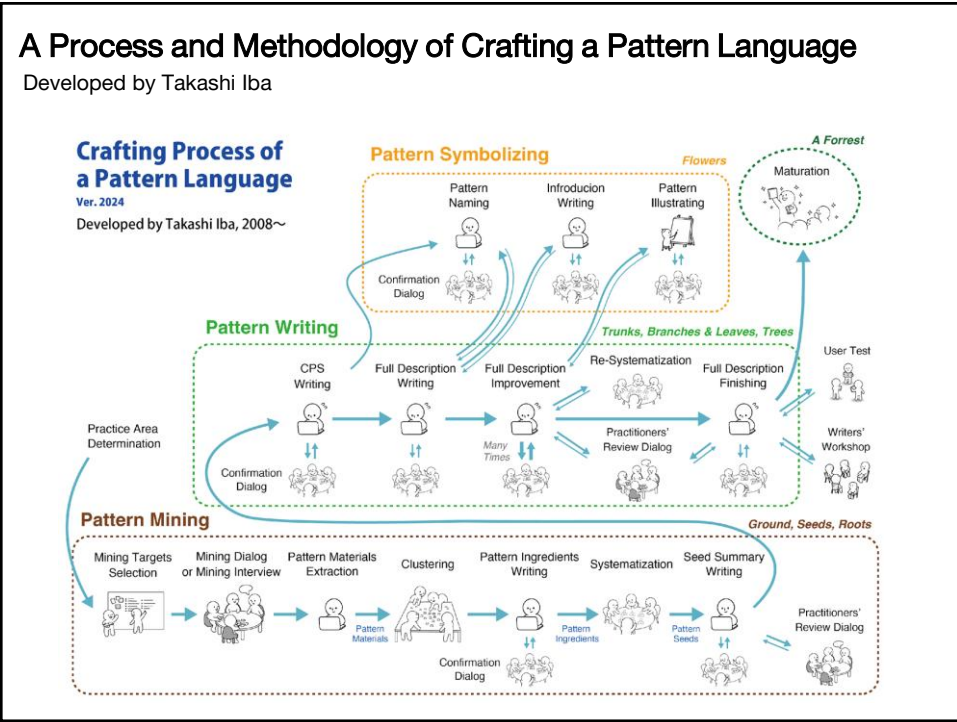 A Process and Methodology of Crafting a Pattern Language
Developed by Takashi Iba
Crafting Process of
a Pattern Language
Ver. 2024
Developed by Takashi Iba, 2008～
Pattern Symbolizing
Flowers
Pattern
Naming
Introducion
Writing
Pattern
Illustrating
Confirmation
Dialog
A Forrest
Maturation
Pattern Writing
Trunks, Branches & Leaves, Trees
CPS
Writing
Full Description
Writing
Full Description
Improvement
Re-Systematization
Full Description
Finishing
User Test
Practitioners'
Review Dialog
Many
Times
Writers'
Workshop
Confirmation
Dialog
Practice Area
Determination
Pattern Mining
Ground, Seeds, Roots
Mining Targets
Selection
Mining Dialog
or Mining Interview
Pattern Materials
Extraction
Clustering
Pattern Ingredients
Writing
Systematization
Seed Summary
Writing
Pattern
Materials
Pattern
Ingredients
Pattern
Seeds
Practitioners'
Review Dialog
Confirmation
Dialog